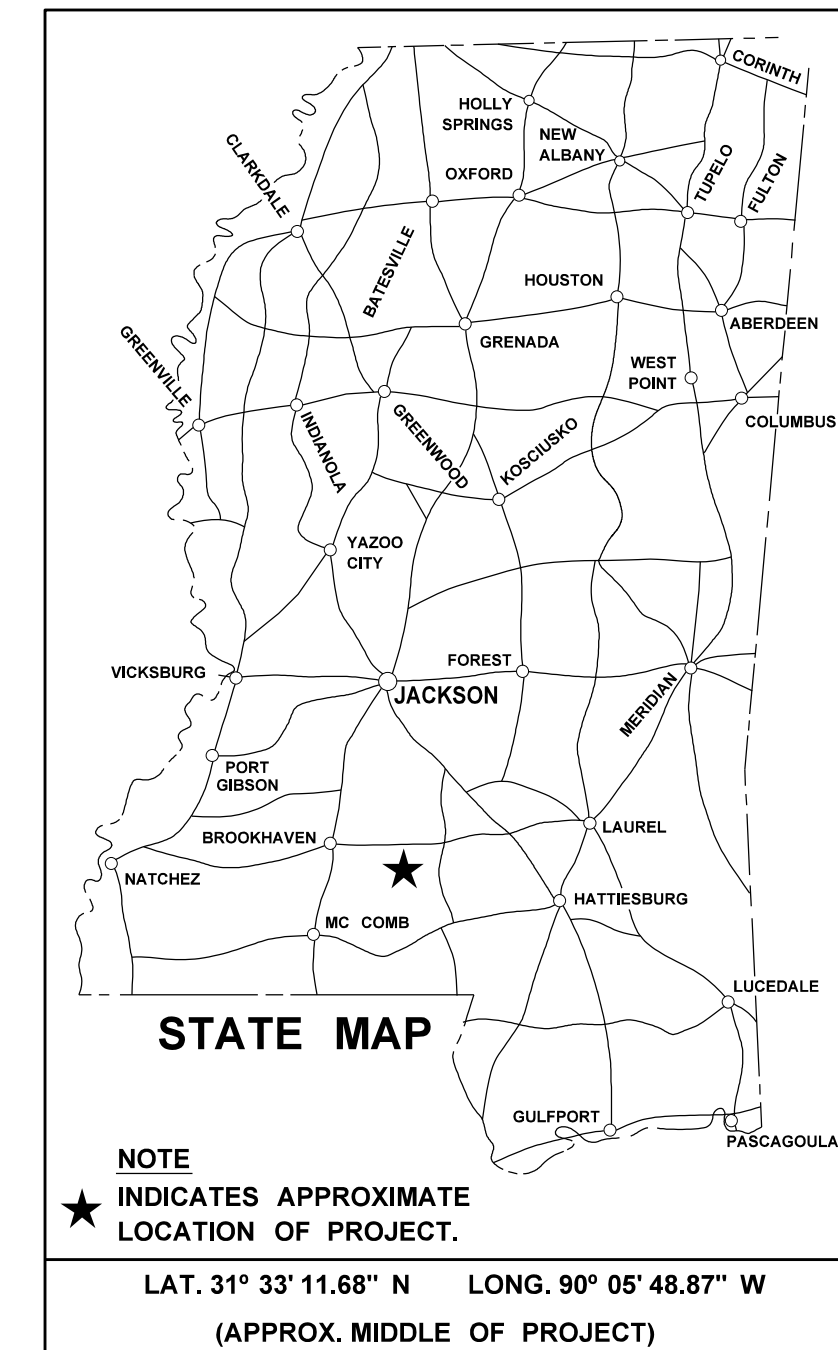 CORINTH
HOLLY
SPRINGS
NEW
ALBANY
CLARKDALE
OXFORD
TUPELO
FULTON
BATESVILLE
HOUSTON
ABERDEEN
GREENVILLE
GRENADA
WEST
POINT
COLUMBUS
INDIANOLA
GREENWOOD
KOSCIUSKO
YAZOO
CITY
VICKSBURG
FOREST
JACKSON
MERIDIAN
PORT
GIBSON
LAUREL
BROOKHAVEN
NATCHEZ
HATTIESBURG
MC COMB
LUCEDALE
STATE MAP
GULFPORT
PASCAGOULA
NOTE
INDICATES APPROXIMATE
LOCATION OF PROJECT.
LAT. 31º 33' 11.68" N LONG. 90º 05' 48.87" W
(APPROX. MIDDLE OF PROJECT)